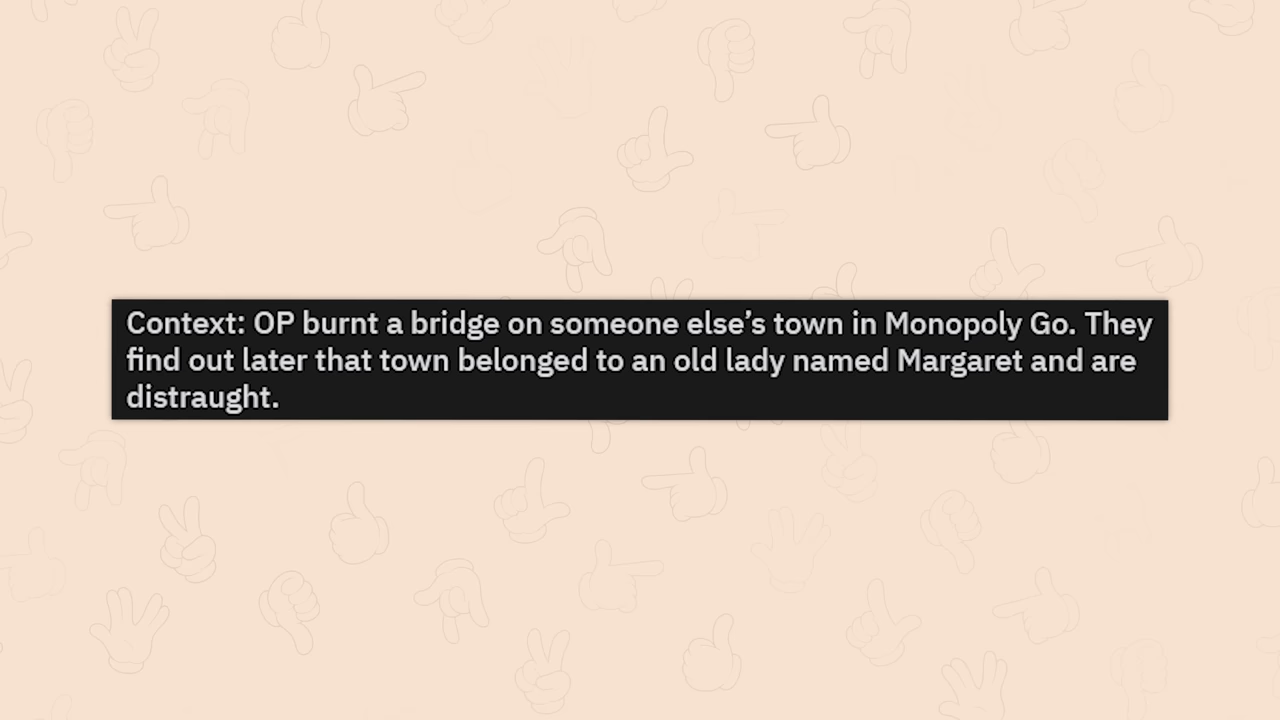 Context: OP burnt a bridge on someone else’s town in Monopoly Go. They
find out later that town belonged to an old lady named Margaret and are
distraught.